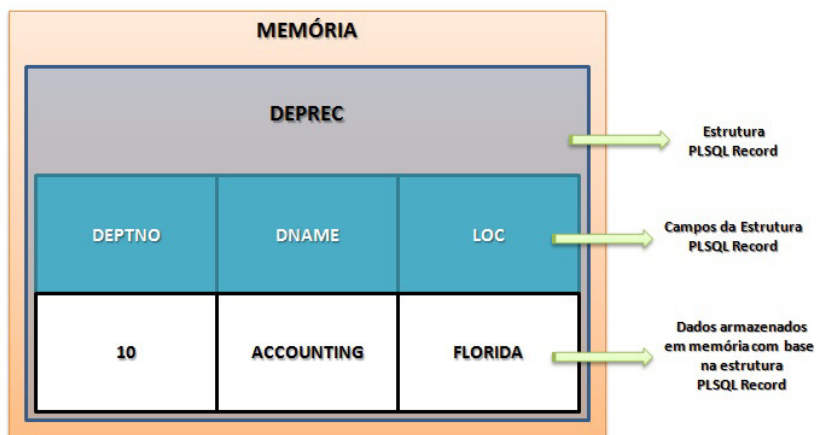 MEMÓRIA
DEPREC
Estrutura
PLSQL Record
DEPTNO
DNAME
LOC
Campos da Estrutura
PLSQL Record
10
ACCOUNTING
FLORIDA
Dados armazenados
em memória com base
na estrutura
PLSQL Record